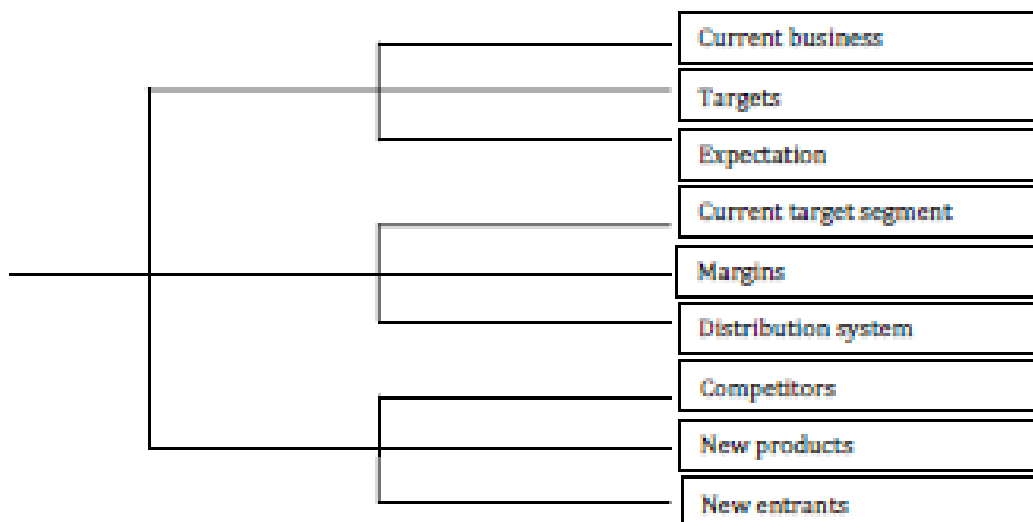 Current business
Targets
Expectation
Current target segment
Margins
Distribution system
Competitors
New products
New entrants